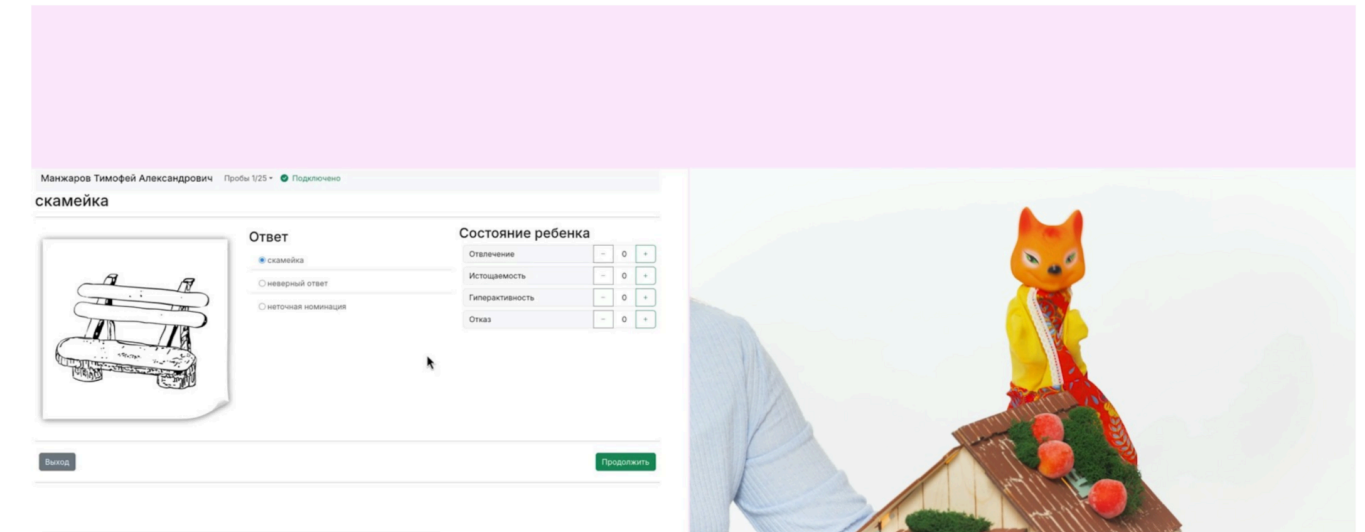 Манжаров Тимофей Александрович Пробы 1/25 Подключено
скамейка
Ответ
скамейка
неверный ответ
неточная номинация
Состояние ребенка
Отвлечение - 0 +
Истощаемость - 0 +
Гиперактивность - 0 +
Отказ - 0 +
Выход
Продолжить